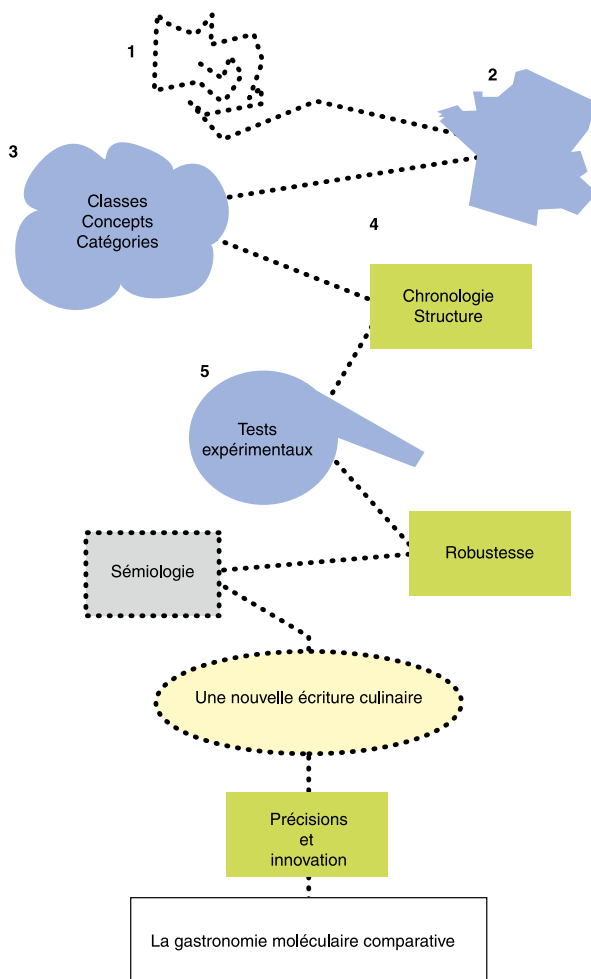 1
2
3
Classes
Concepts
Catégories
4
Chronologie
Structure
5
Tests
expérimentaux
Robustesse
Sémiologie
Une nouvelle écriture culinaire
Précisions
et
innovation
La gastronomie moléculaire comparative